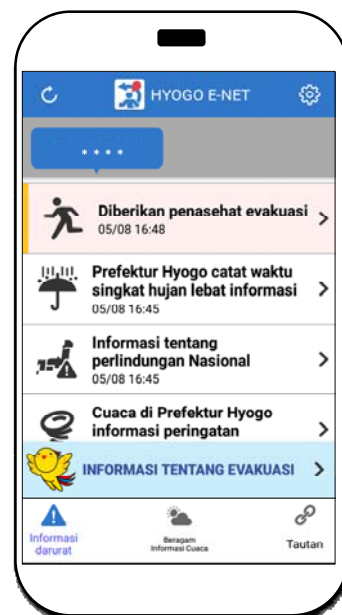 HYOGO E-NET
* * * *
Diberikan penasehat evakuasi
05/08 16:48
Prefektur Hyogo catat waktu
singkat hujan lebat informasi
05/08 16:45
Informasi tentang
perlindungan Nasional
05/08 16:45
Cuaca di Prefektur Hyogo
informasi peringatan
INFORMASI TENTANG EVAKUASI
Informasi
darurat
Beragam
Informasi Cuaca
Tautan